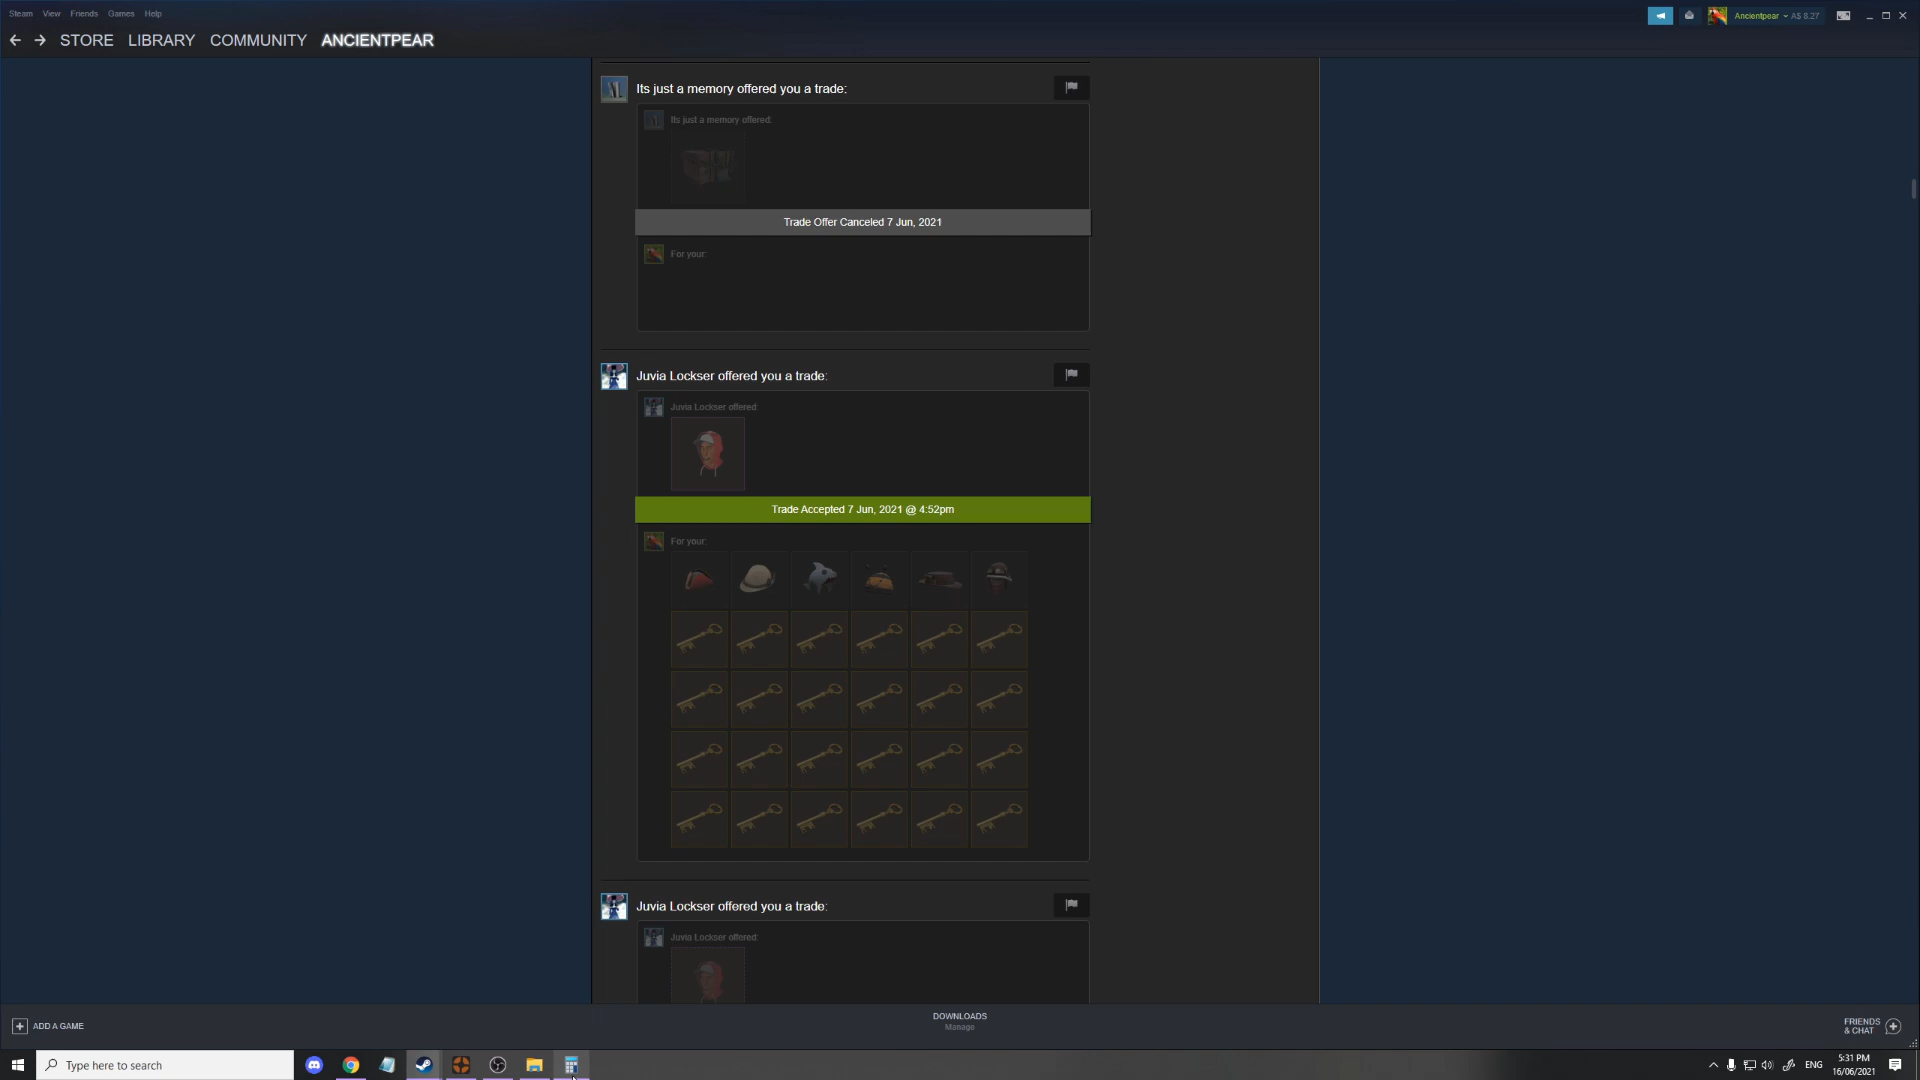 Steam View Friends Games Help
Ancientpear A$ 8.27
STORE LIBRARY COMMUNITY ANCIENTPEAR
Its just a memory offered you a trade:
Its just a memory offered:
Trade Offer Canceled 7 Jun, 2021
For your:
Juvia Lockser offered you a trade:
Juvia Lockser offered:
Trade Accepted 7 Jun, 2021 @ 4:52pm
For your:
Juvia Lockser offered you a trade:
Juvia Lockser offered:
ADD A GAME
DOWNLOADS
Manage
FRIENDS
& CHAT
Type here to search
ENG
5:31 PM
16/06/2021